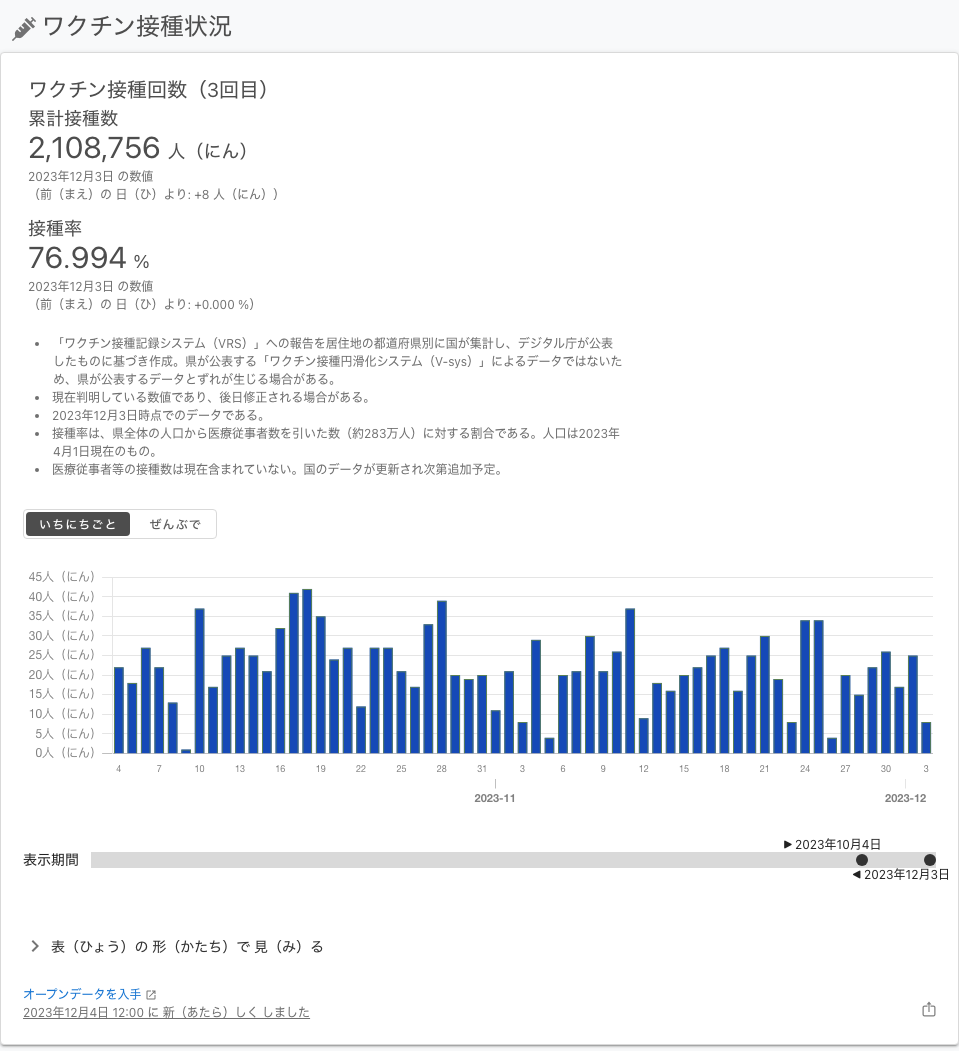 ワクチン接種状況
ワクチン接種回数（3回目）
累計接種数
2,108,756 人（にん）
2023年12月3日 の数値
（前（まえ）の 日（ひ）より: +8 人（にん））
接種率
76.994 %
2023年12月3日 の数値
（前（まえ）の 日（ひ）より: +0.000 %）
• 「ワクチン接種記録システム（VRS）」への報告を居住地の都道府県別に国が集計し、デジタル庁が公表
したものに基づき作成。県が公表する「ワクチン接種円滑化システム（V-sys）」によるデータではないた
め、県が公表するデータとずれが生じる場合がある。
• 現在判明している数値であり、後日修正される場合がある。
• 2023年12月3日時点でのデータである。
• 接種率は、県全体の人口から医療従事者数を引いた数（約283万人）に対する割合である。人口は2023年
4月1日現在のもの。
• 医療従事者等の接種数は現在含まれていない。国のデータが更新され次第追加予定。
いちにちごと ぜんぶで
45人（にん）
40人（にん）
35人（にん）
30人（にん）
25人（にん）
20人（にん）
15人（にん）
10人（にん）
5人（にん）
0人（にん）
4 7 10 13 16 19 22 25 28 31 3 6 9 12 15 18 21 24 27 30 3
2023-11 2023-12
▶ 2023年10月4日
表示期間
◀ 2023年12月3日
表（ひょう）の 形（かたち）で 見（み）る
オープンデータを入手
2023年12月4日 12:00 に 新（あたら）しく しました